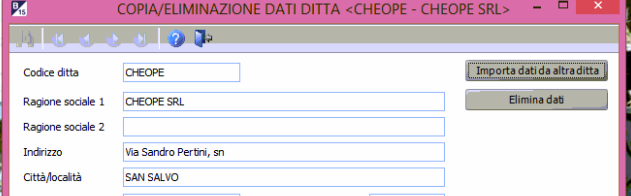 B 15
COPIA/ELIMINAZIONE DATI DITTA <CHEOPE - CHEOPE SRL>
Codice ditta CHEOPE Importa dati da altra ditta
Ragione sociale 1 CHEOPE SRL Elimina dati
Ragione sociale 2
Indirizzo Via Sandro Pertini, sn
Città/località SAN SALVO